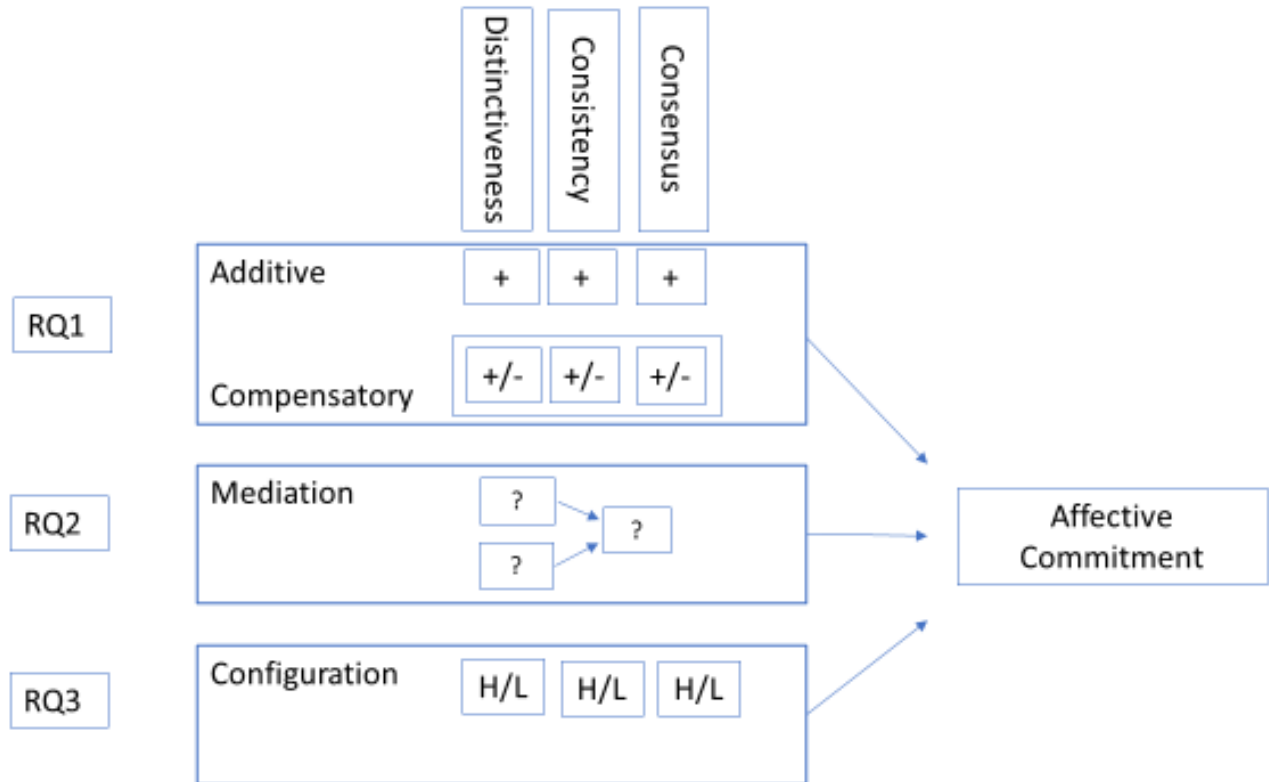 Distinctiveness
Consistency
Consensus
RQ1
Additive
+
+
+
Compensatory
+/-
+/-
+/-
RQ2
Mediation
?
?
?
Affective
Commitment
RQ3
Configuration
H/L
H/L
H/L